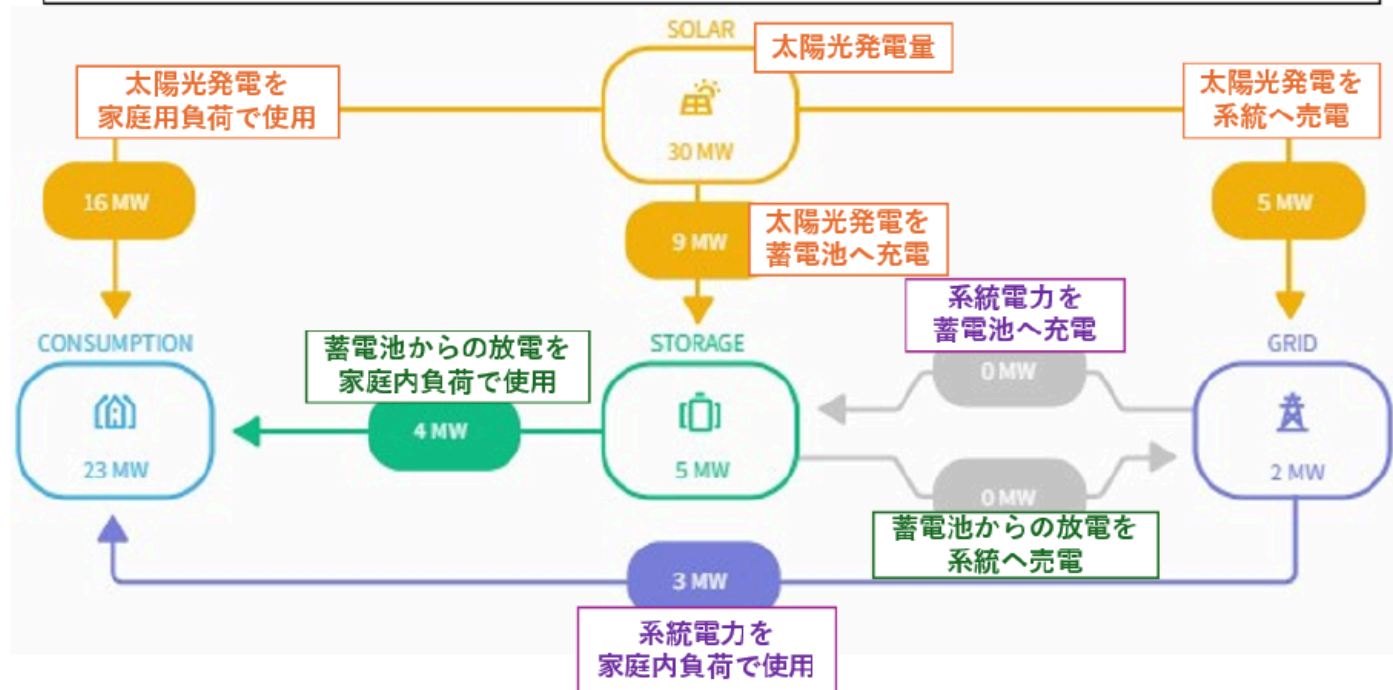 SOLAR
太陽光発電量
太陽光発電を
家庭用負荷で使用
太陽光発電を
系統へ売電
30 MW
16 MW
5 MW
9 MW
太陽光発電を
蓄電池へ充電
系統電力を
蓄電池へ充電
CONSUMPTION
蓄電池からの放電を
家庭内負荷で使用
STORAGE
GRID
0 MW
4 MW
23 MW
5 MW
2 MW
0 MW
蓄電池からの放電を
系統へ売電
3 MW
系統電力を
家庭内負荷で使用